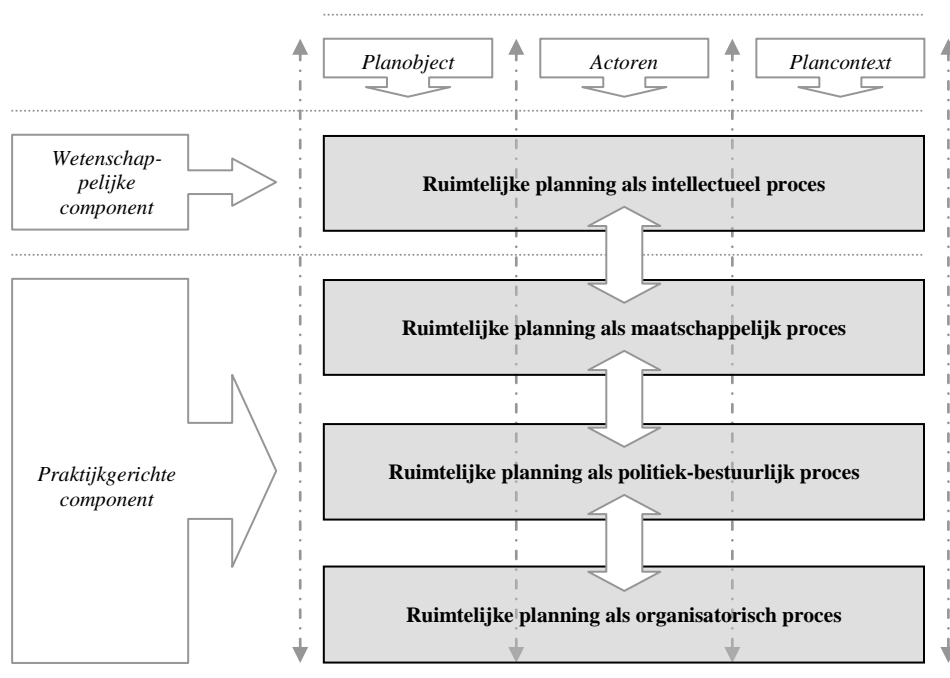 Planobject
Actoren
Plancontext
Wetenschap-
pelijke
component
Ruimtelijke planning als intellectueel proces
Ruimtelijke planning als maatschappelijk proces
Praktijkgerichte
component
Ruimtelijke planning als politiek-bestuurlijk proces
Ruimtelijke planning als organisatorisch proces